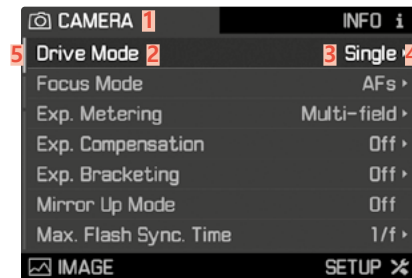 CAMERA 1 INFO i
5 Drive Mode 2 3 Single 4
Focus Mode AFs
Exp. Metering Multi-field
Exp. Compensation Off
Exp. Bracketing Off
Mirror Up Mode Off
Max. Flash Sync. Time 1/f
IMAGE SETUP